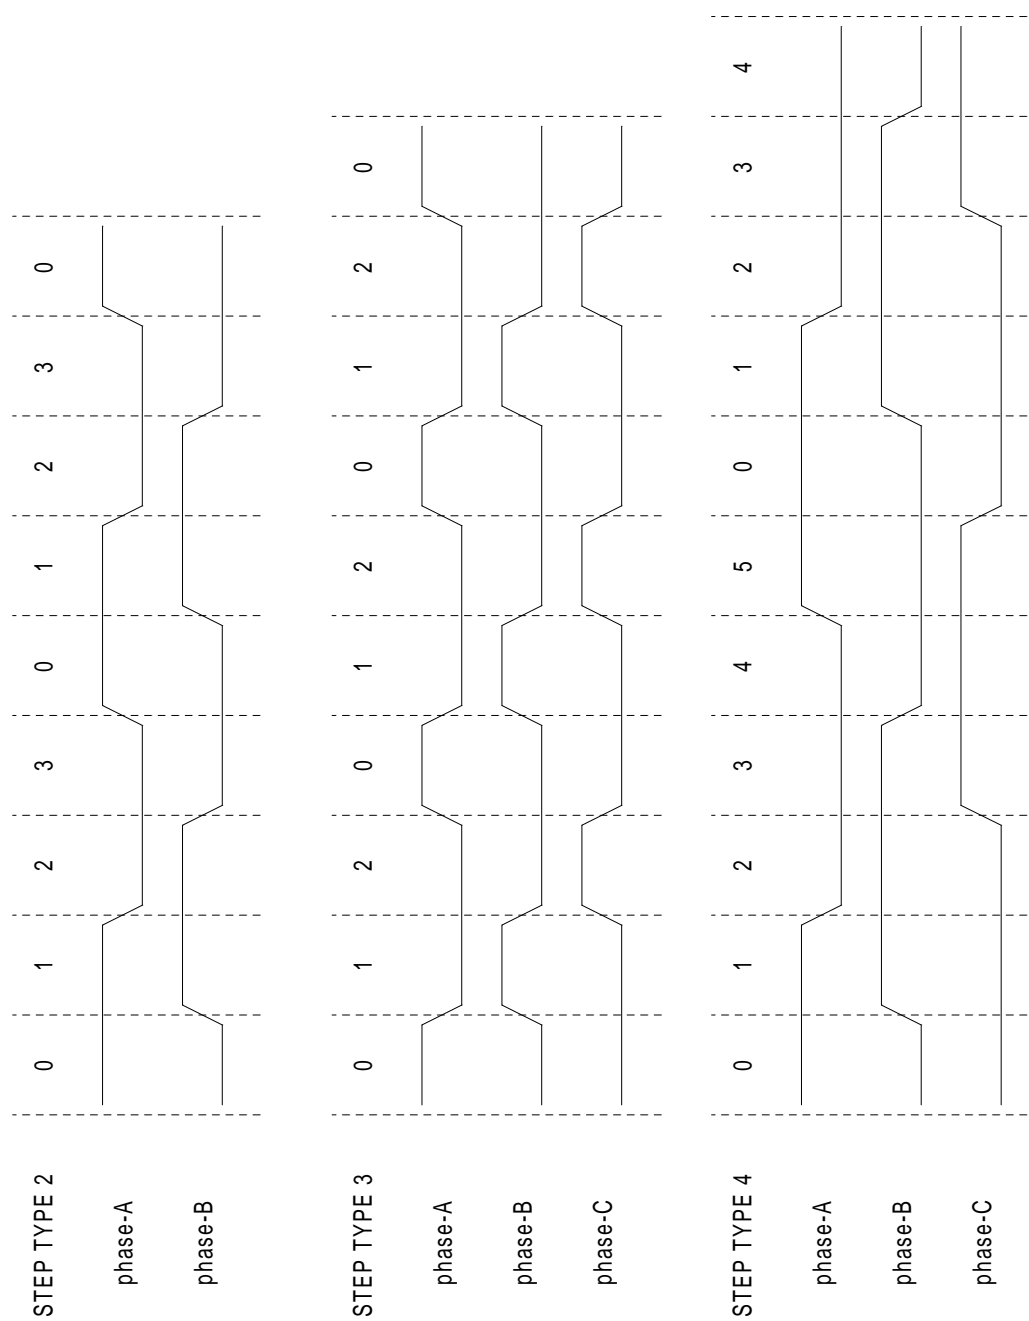 STEP TYPE 2 0 1 2 3 0 1 2 3 0
phase-A
phase-B
STEP TYPE 3 0 1 2 0 1 2 0 1 2 0
phase-A
phase-B
phase-C
STEP TYPE 4 0 1 2 3 4 5 0 1 2 3 4
phase-A
phase-B
phase-C